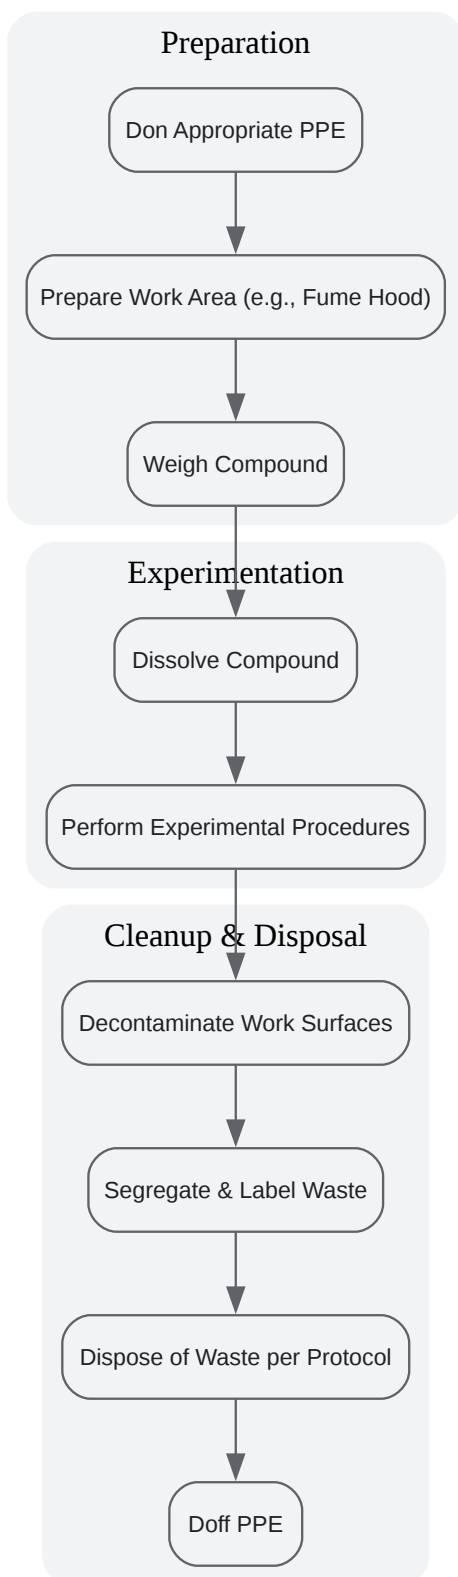 Preparation
Don Appropriate PPE
Prepare Work Area (e.g., Fume Hood)
Weigh Compound
Experimentation
Dissolve Compound
Perform Experimental Procedures
Cleanup & Disposal
Decontaminate Work Surfaces
Segregate & Label Waste
Dispose of Waste per Protocol
Doff PPE